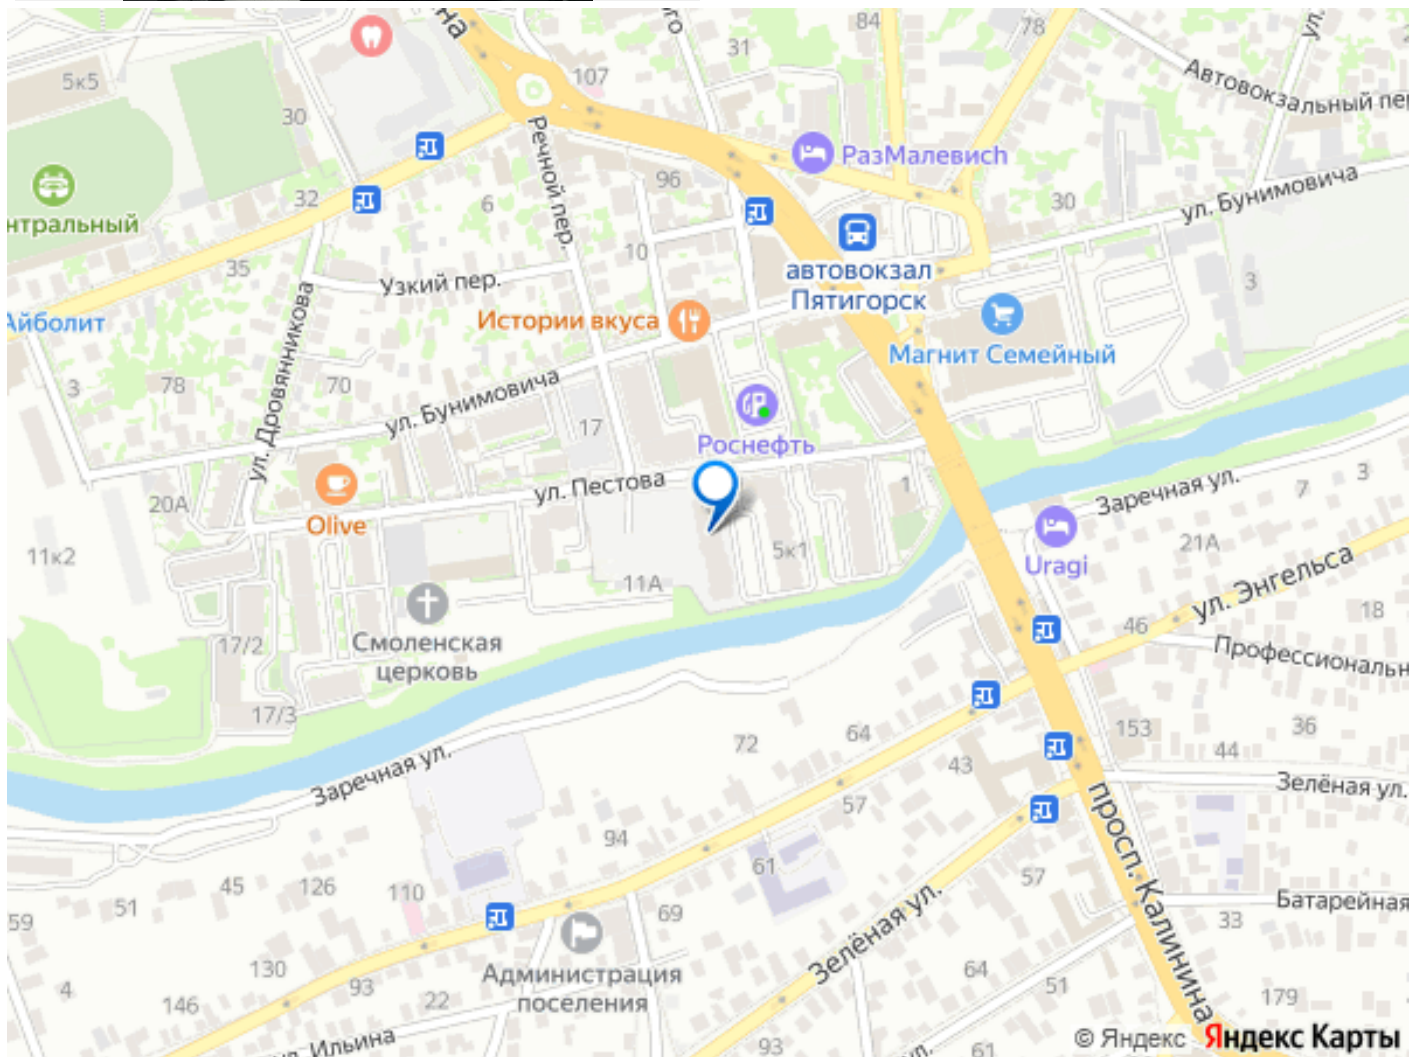 84
78
31
107
5к5
30
Автовокзальный пер
Речной пер.
РазМалевич
96
32
6
30
ул. Бунимовича
нтральный
10
35
автовокзал
Пятигорск
Узкий пер.
3
Истории вкуса
Айболит
Магнит Семейный
ул. Дровянникова
3
78
70
ул. Бунимовича
17
Роснефть
ул. Пестова
20А
Olive
1
Заречная ул.
7
3
11к2
5к1
21А
Uragi
11А
ул. Энгельса
18
Смоленская
церковь
46
17/2
Профессиональн
17/3
72
64
153
36
44
43
Заречная ул.
Зелёная ул.
57
94
просп. Калинина
61
45
126
110
57
51
59
69
Батарейная
33
Зелёная ул.
Администрация
поселения
130
93
22
146
4
64
51
179
ул. Ильина
93
61
© Яндекс Яндекс Карты